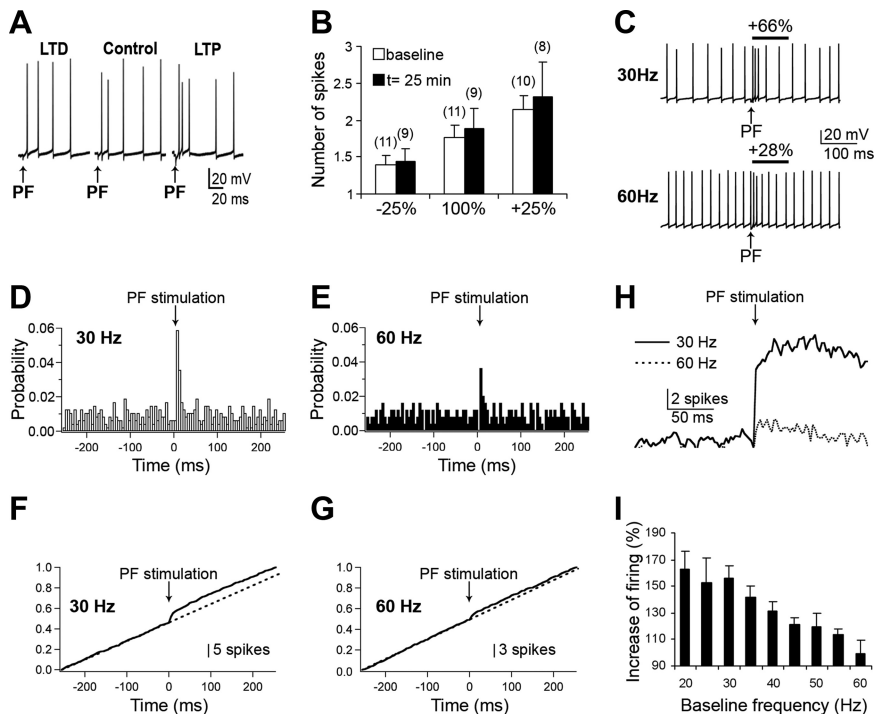 A
LTD Control LTP
PF PF PF
20 mV
20 ms
B
Number of spikes
3
2.5
2
1.5
1
baseline
t= 25 min
(11) (9)
(11) (9)
(10) (8)
-25% 100% +25%
C
+66%
30Hz
PF
20 mV
100 ms
+28%
60Hz
PF
D
PF stimulation
30 Hz
Probability
0.06
0.04
0.02
0.00
-200 -100 0 100 200
Time (ms)
E
PF stimulation
60 Hz
Probability
0.06
0.04
0.02
0.00
-200 -100 0 100 200
Time (ms)
H
PF stimulation
30 Hz
60 Hz
2 spikes
50 ms
F
PF stimulation
30 Hz
1.0
0.8
0.6
0.4
0.2
0.0
5 spikes
-200 -100 0 100 200
Time (ms)
G
PF stimulation
60 Hz
1.0
0.8
0.6
0.4
0.2
0.0
3 spikes
-200 -100 0 100 200
Time (ms)
I
Increase of firing (%)
190
170
150
130
110
90
20 30 40 50 60
Baseline frequency (Hz)